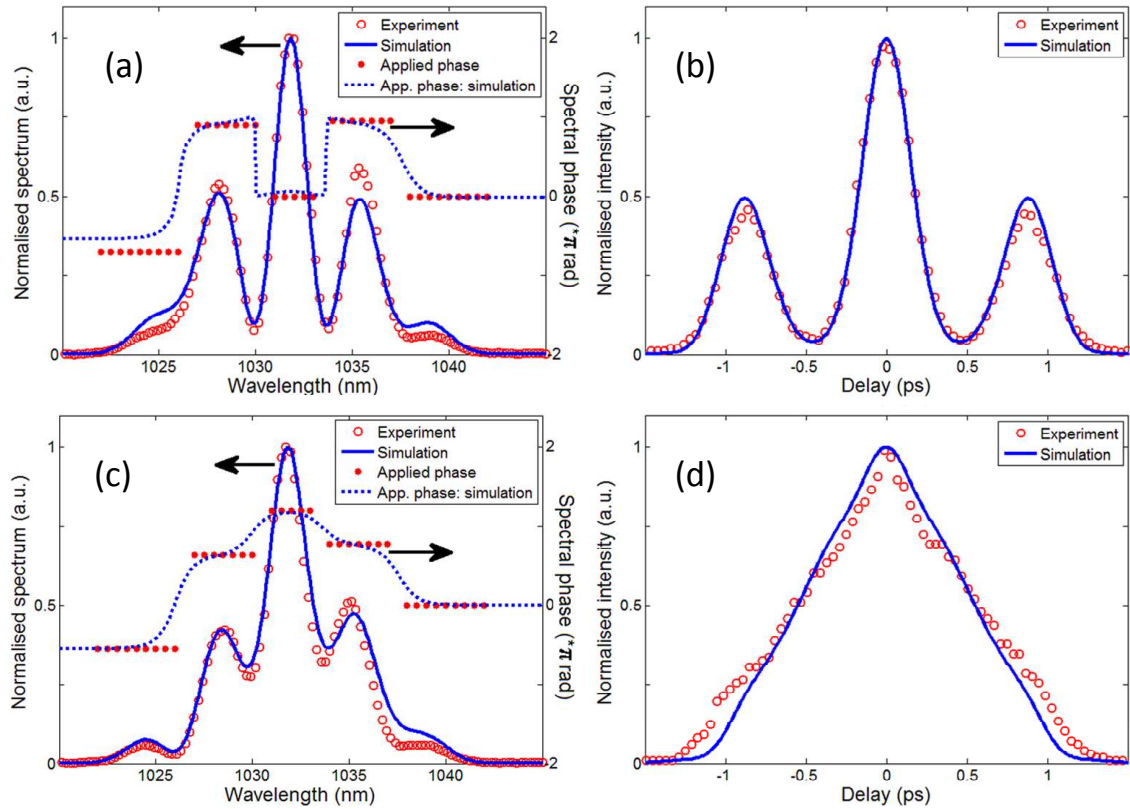 (a)
Experiment
Simulation
Applied phase
App. phase: simulation
Normalised spectrum (a.u.)
1
0.5
0
1025
1030
1035
1040
Wavelength (nm)
2
0
-2
Spectral phase (*π rad)
(b)
Experiment
Simulation
Normalised intensity (a.u.)
1
0.5
0
-1
-0.5
0
0.5
1
Delay (ps)
(c)
Experiment
Simulation
Applied phase
App. phase: simulation
Normalised spectrum (a.u.)
1
0.5
0
1025
1030
1035
1040
Wavelength (nm)
2
0
-2
Spectral phase (*π rad)
(d)
Experiment
Simulation
Normalised intensity (a.u.)
1
0.5
0
-1
-0.5
0
0.5
1
Delay (ps)